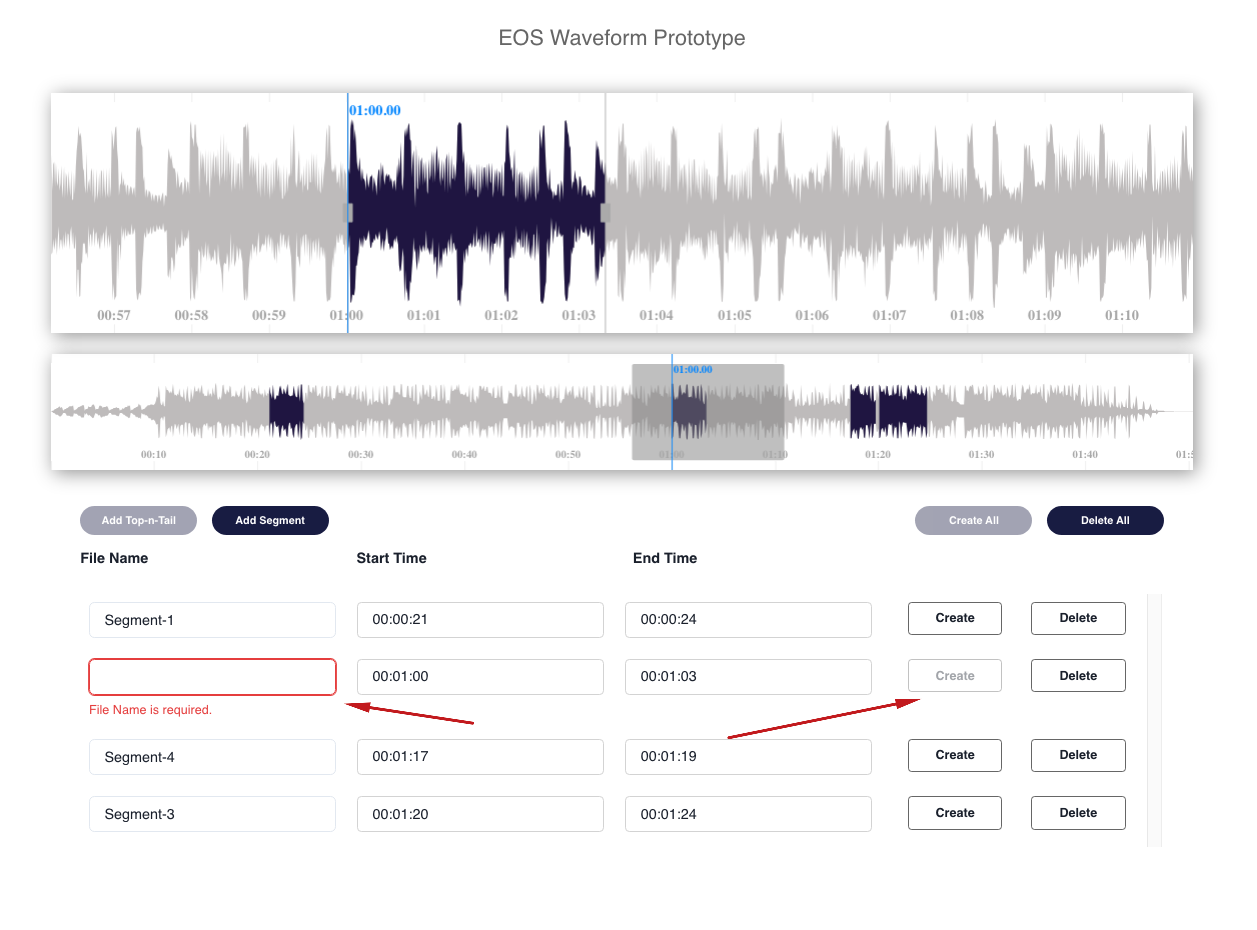 EOS Waveform Prototype
01:00.00
00:57 00:58 00:59 01:00 01:01 01:02 01:03 01:04 01:05 01:06 01:07 01:08 01:09 01:10
01:00.00
00:10 00:20 00:30 00:40 00:50 01:00 01:10 01:20 01:30 01:40
Add Top-n-Tail Add Segment Create All Delete All
File Name Start Time End Time
Segment-1 00:00:21 00:00:24 Create Delete
00:01:00 00:01:03 Create Delete
File Name is required.
Segment-4 00:01:17 00:01:19 Create Delete
Segment-3 00:01:20 00:01:24 Create Delete